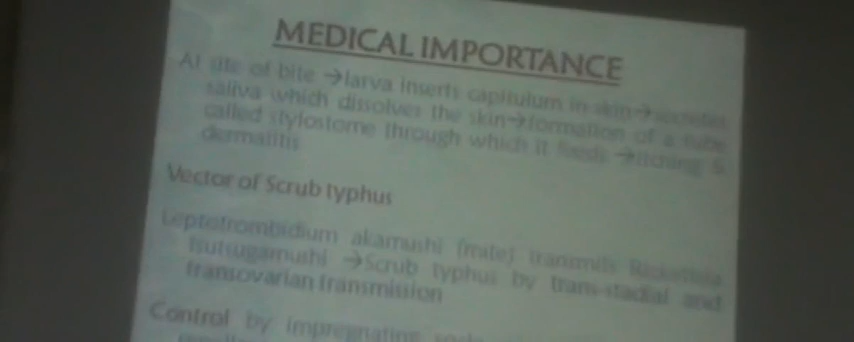 MEDICAL IMPORTANCE
At site of bite →larva inserts capitulum in skin→secretes
saliva which dissolves the skin→formation of a tube
called stylostome through which it feeds →itching &
dermatitis
Vector of Scrub typhus
Leptotrombidium akamushi (mite) transmits Rickettsia
tsutsugamushi →Scrub typhus by trans-stadial and
transovarian transmission
Control by impregnating